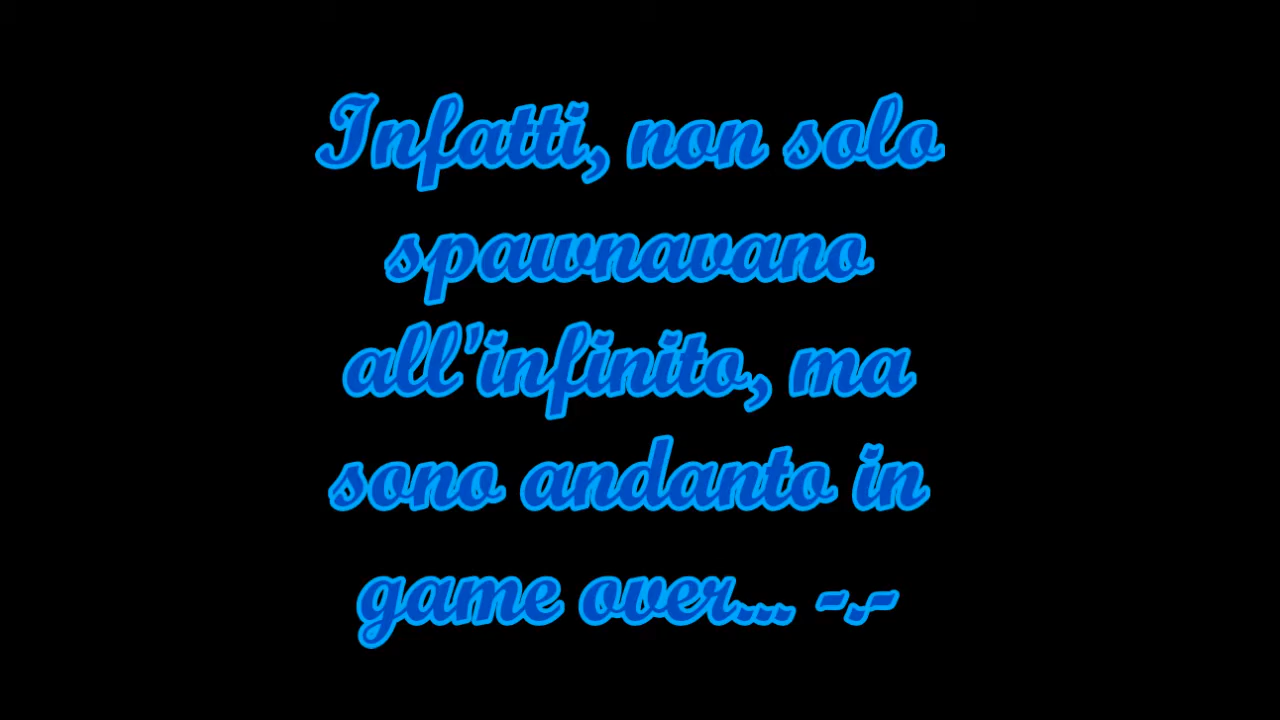 Infatti, non solo
spawnavano
all'infinito, ma
sono andanto in
game over... -.-